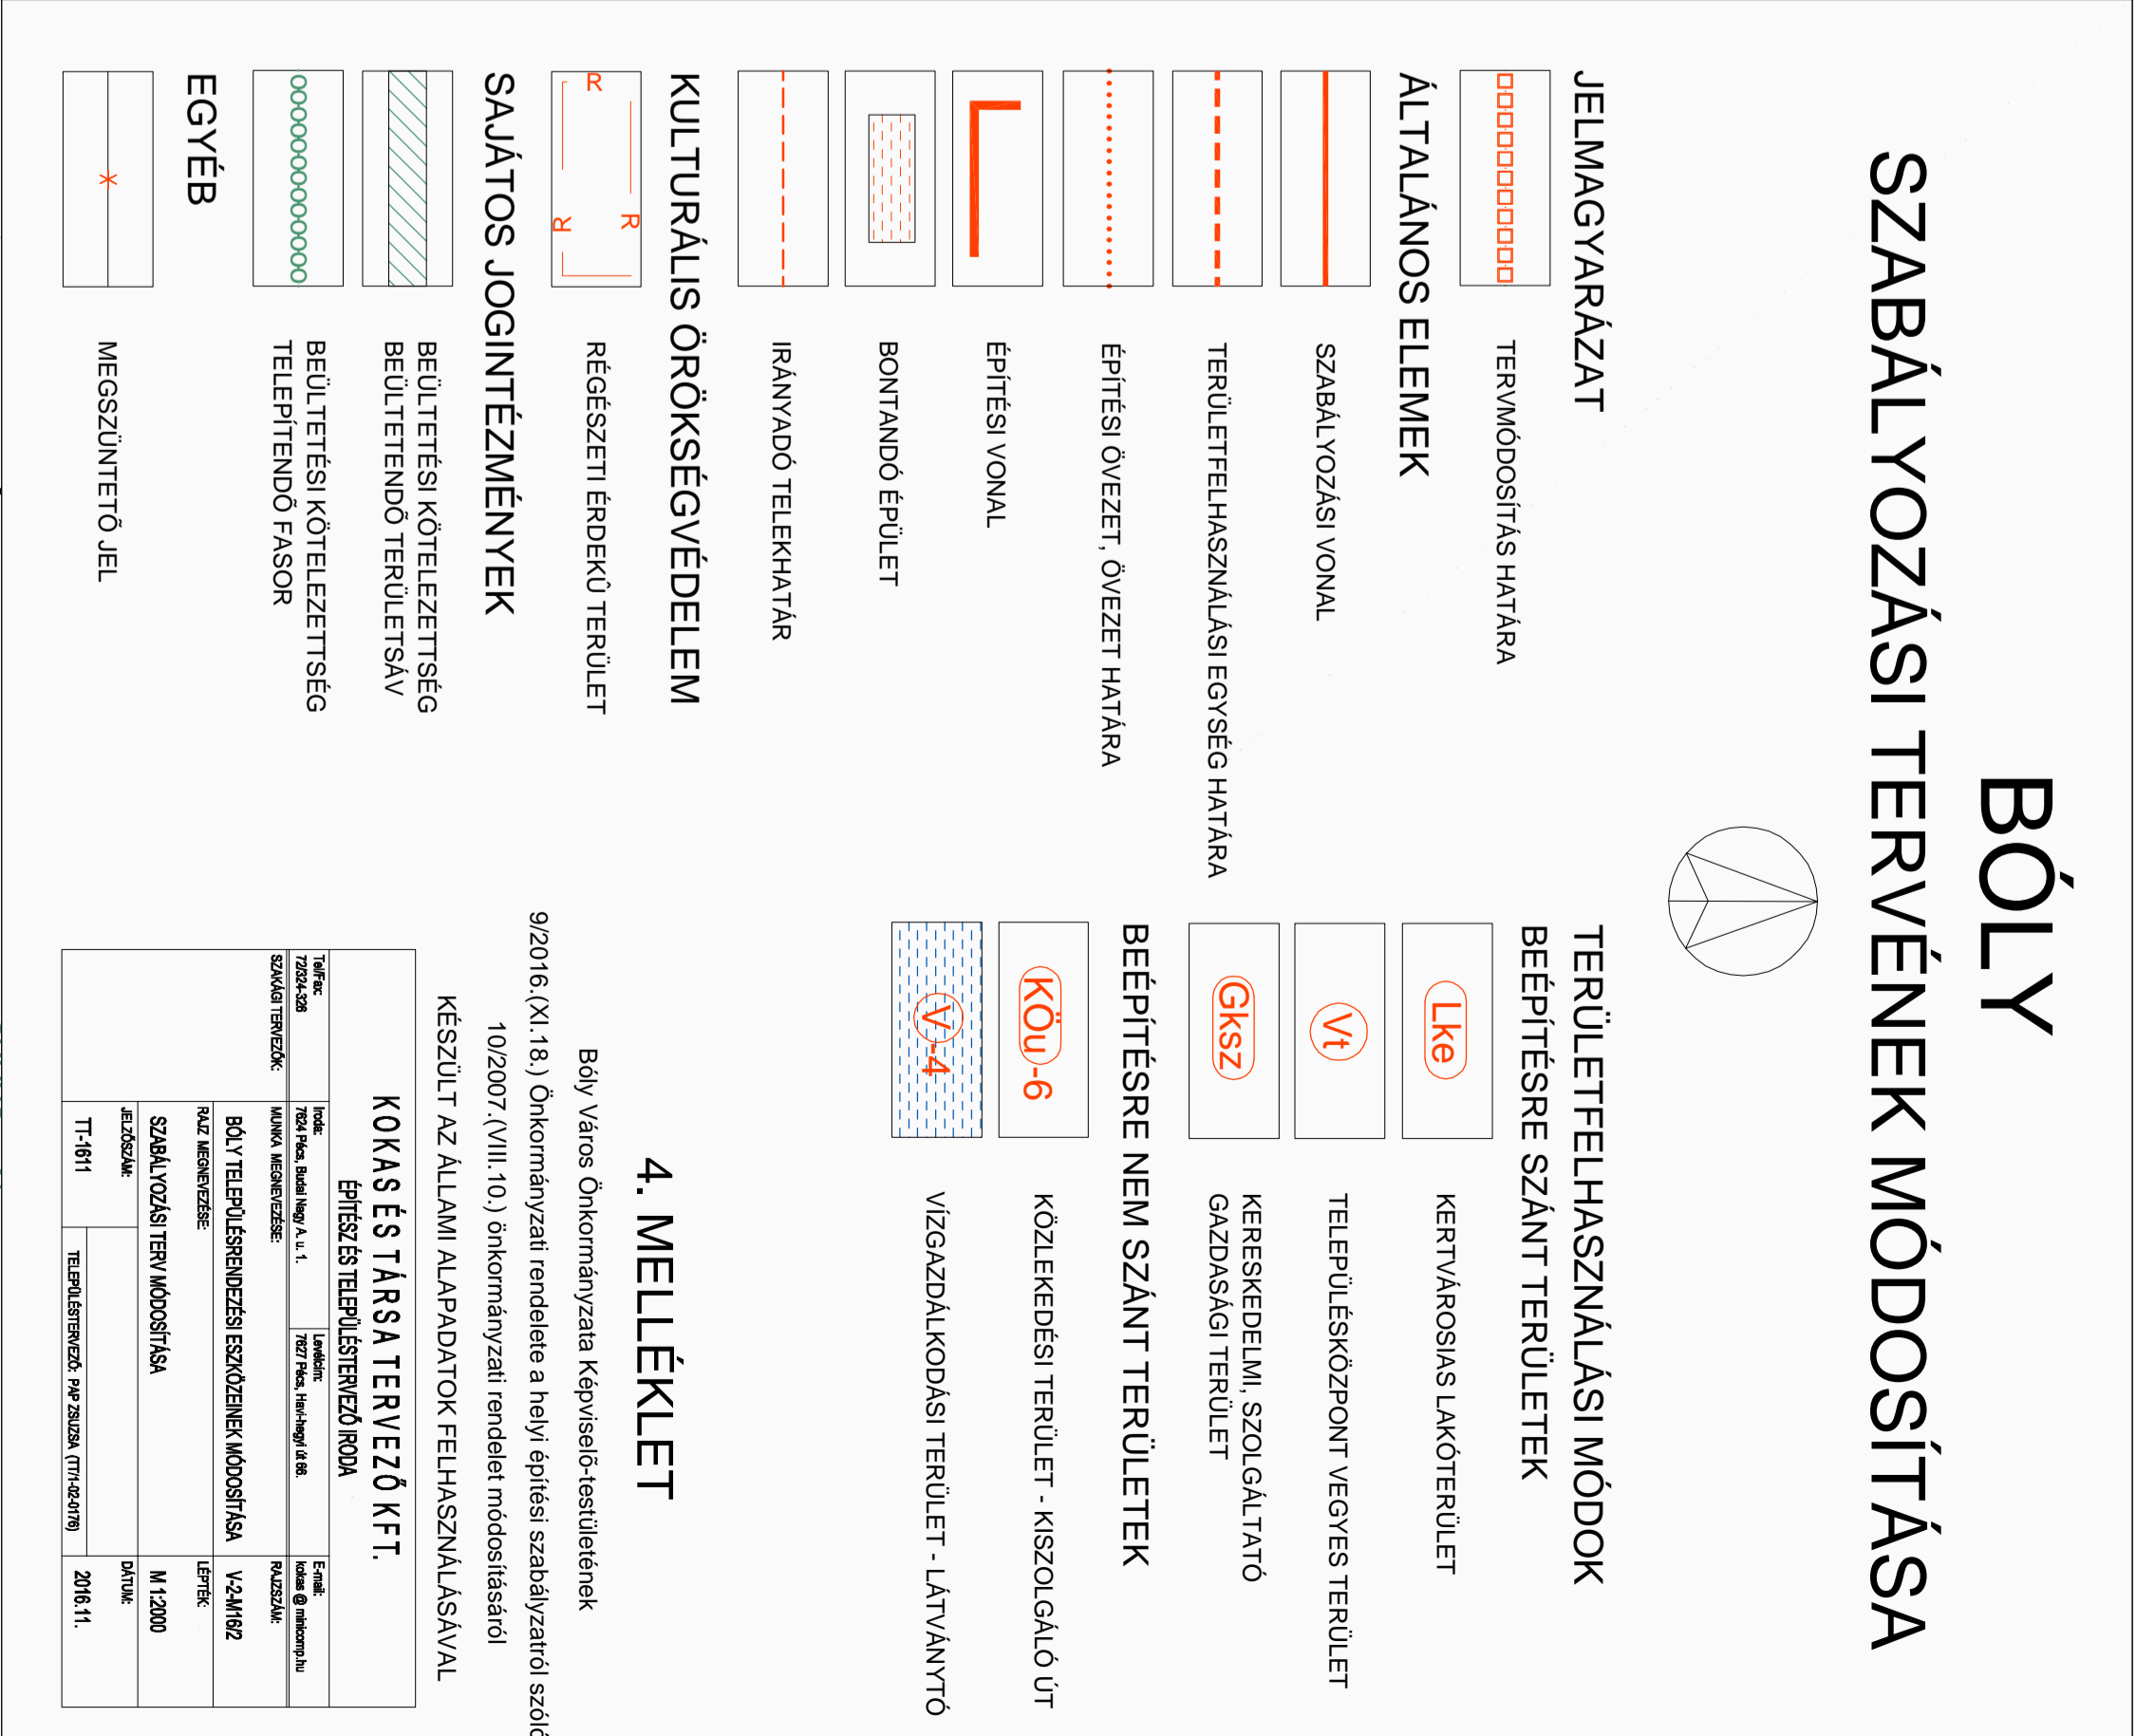 BÓLY
SZABÁLYOZÁSI TERVÉNEK MÓDOSÍTÁSA
JELMAGYARÁZAT
TERVMÓDOSÍTÁS HATÁRA
ÁLTALÁNOS ELEMEK
SZABÁLYOZÁSI VONAL
TERÜLETFELHASZNÁLÁSI EGYSÉG HATÁRA
ÉPÍTÉSI ÖVEZET, ÖVEZET HATÁRA
ÉPÍTÉSI VONAL
BONTANDÓ ÉPÜLET
IRÁNYADÓ TELEKHATÁR
KULTURÁLIS ÖRÖKSÉGVÉDELEM
R R R
RÉGÉSZETI ÉRDEKÛ TERÜLET
SAJÁTOS JOGINTÉZMÉNYEK
BEÜLTETÉSI KÖTELEZETTSÉG
BEÜLTETENDÕ TERÜLETSÁV
BEÜLTETÉSI KÖTELEZETTSÉG
TELEPÍTENDÕ FASOR
EGYÉB
MEGSZÜNTETÕ JEL
TERÜLETFELHASZNÁLÁSI MÓDOK
BEÉPÍTÉSRE SZÁNT TERÜLETEK
Lke
KERTVÁROSIAS LAKÓTERÜLET
Vt
TELEPÜLÉSKÖZPONT VEGYES TERÜLET
Gksz
KERESKEDELMI, SZOLGÁLTATÓ
GAZDASÁGI TERÜLET
BEÉPÍTÉSRE NEM SZÁNT TERÜLETEK
KÖu-6
KÖZLEKEDÉSI TERÜLET - KISZOLGÁLÓ ÚT
V-4
VÍZGAZDÁLKODÁSI TERÜLET - LÁTVÁNYTÓ
4. MELLÉKLET
Bóly Város Önkormányzata Képviselõ-testületének
9/2016.(XI.18.) Önkormányzati rendelete a helyi építési szabályzatról szóló
10/2007.(VIII.10.) önkormányzati rendelet módosításáról
KÉSZÜLT AZ ÁLLAMI ALAPADATOK FELHASZNÁLÁSÁVAL
KOKAS ÉS TÁRSA TERVEZŐ KFT.
ÉPÍTÉSZ ÉS TELEPÜLÉSTERVEZŐ IRODA
Tel/Fax: Iroda: Levélcím: E-mail:
72/324-326 7624 Pécs, Budai Nagy A. u. 1. 7627 Pécs, Havi-hegyi út 66. kokas @ minicomp.hu
SZAKÁGI TERVEZŐK: MUNKA MEGNEVEZÉSE: RAJZSZÁM:
BÓLY TELEPÜLÉSRENDEZÉSI ESZKÖZEINEK MÓDOSÍTÁSA V-2-M16/2
RAJZ MEGNEVEZÉSE: LÉPTÉK:
SZABÁLYOZÁSI TERV MÓDOSÍTÁSA M 1:2000
JELZŐSZÁM: DÁTUM:
TT-1611 TELEPÜLÉSTERVEZŐ: PAP ZSUZSA (TT/1-02-0176) 2016.11.